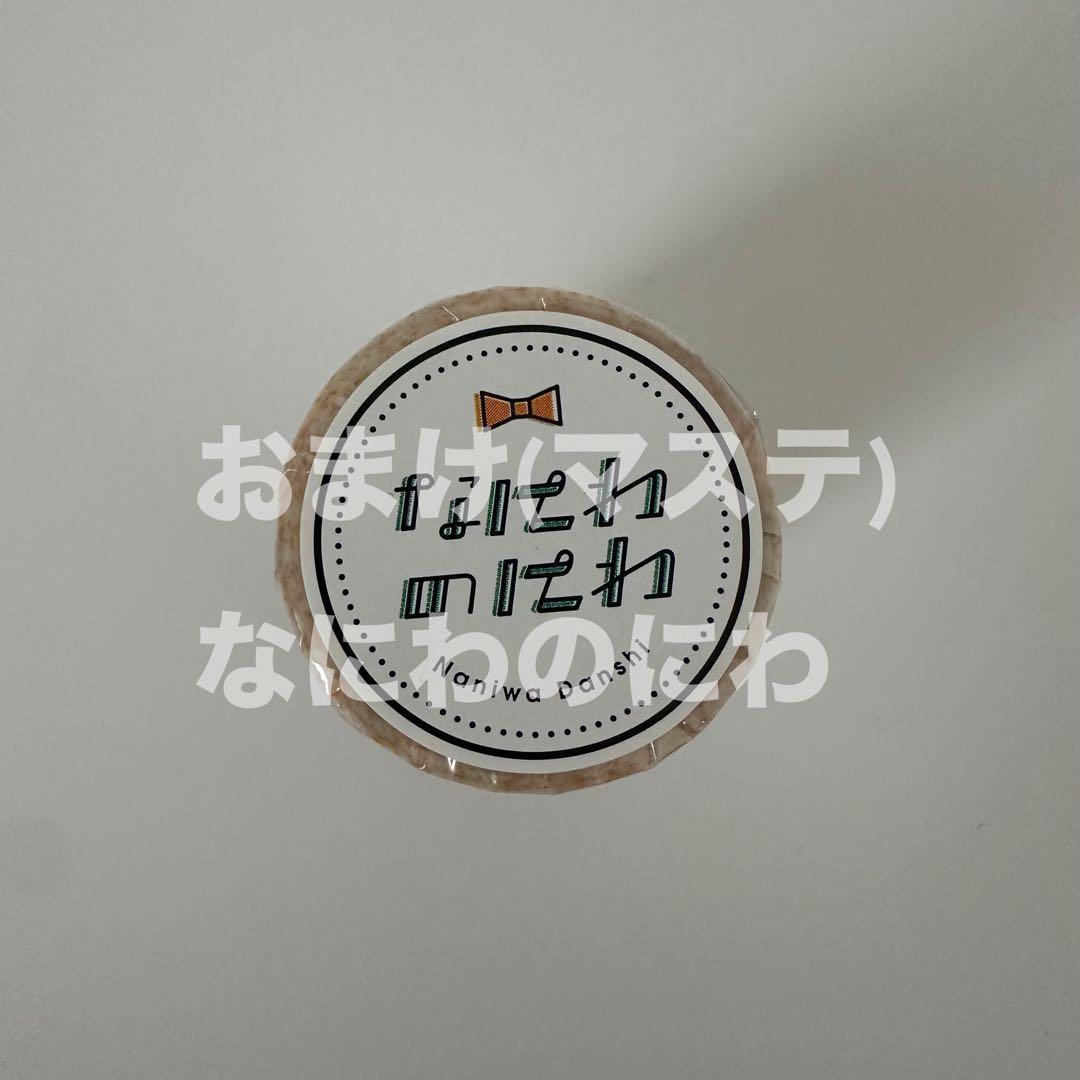 おまけ(マステ)
なにわ
のにわ
なにわのにわ
Naniwa Danshi